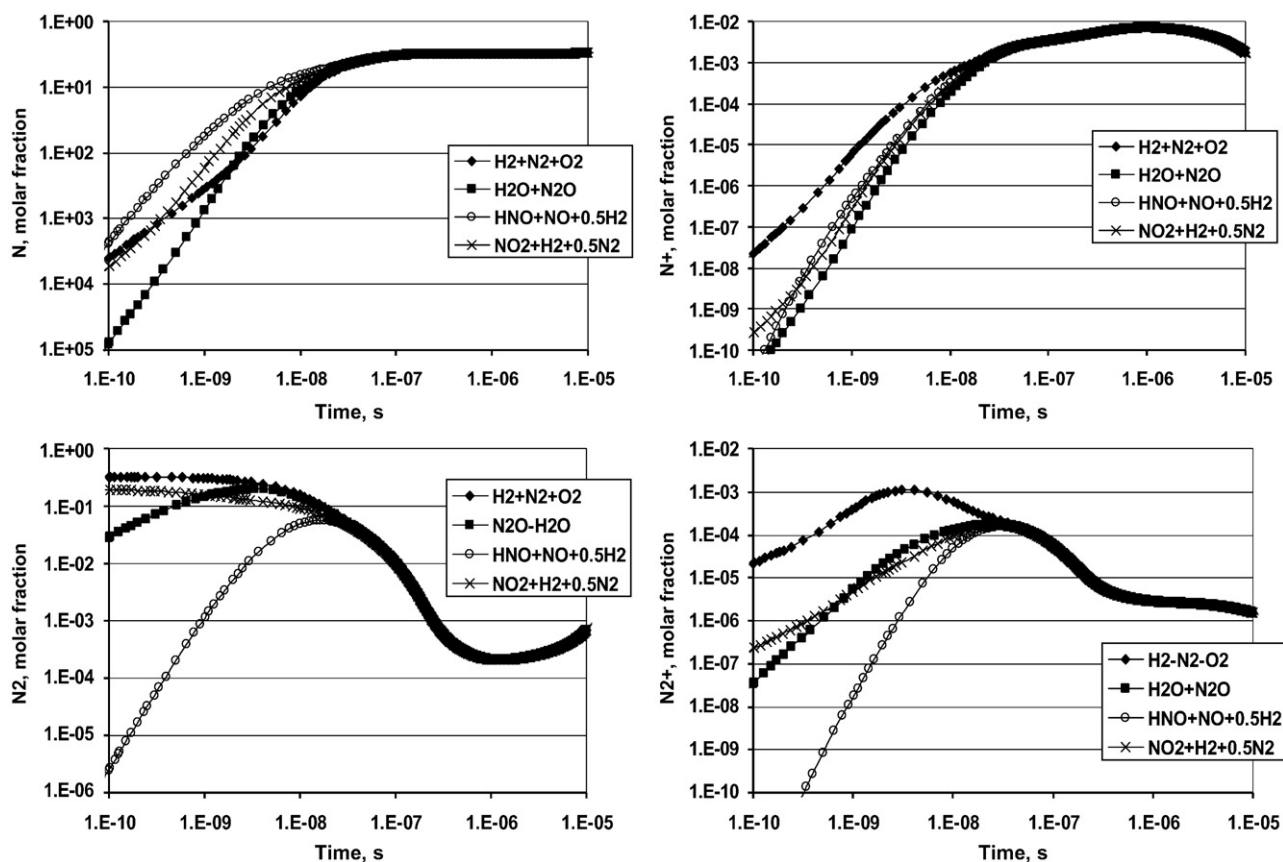 N, molar fraction
1.E+00
1.E+01
1.E+02
1.E+03
1.E+04
1.E+05
H2+N2+O2
H2O+N2O
HNO+NO+0.5H2
NO2+H2+0.5N2
1.E-10 1.E-09 1.E-08 1.E-07 1.E-06 1.E-05
Time, s
N+, molar fraction
1.E-02
1.E-03
1.E-04
1.E-05
1.E-06
1.E-07
1.E-08
1.E-09
1.E-10
H2+N2+O2
H2O+N2O
HNO+NO+0.5H2
NO2+H2+0.5N2
1.E-10 1.E-09 1.E-08 1.E-07 1.E-06 1.E-05
Time, s
N2, molar fraction
1.E+00
1.E-01
1.E-02
1.E-03
1.E-04
1.E-05
1.E-06
H2+N2+O2
N2O-H2O
HNO+NO+0.5H2
NO2+H2+0.5N2
1.E-10 1.E-09 1.E-08 1.E-07 1.E-06 1.E-05
Time, s
N2+, molar fraction
1.E-02
1.E-03
1.E-04
1.E-05
1.E-06
1.E-07
1.E-08
1.E-09
1.E-10
H2-N2-O2
H2O+N2O
HNO+NO+0.5H2
NO2+H2+0.5N2
1.E-10 1.E-09 1.E-08 1.E-07 1.E-06 1.E-05
Time, s